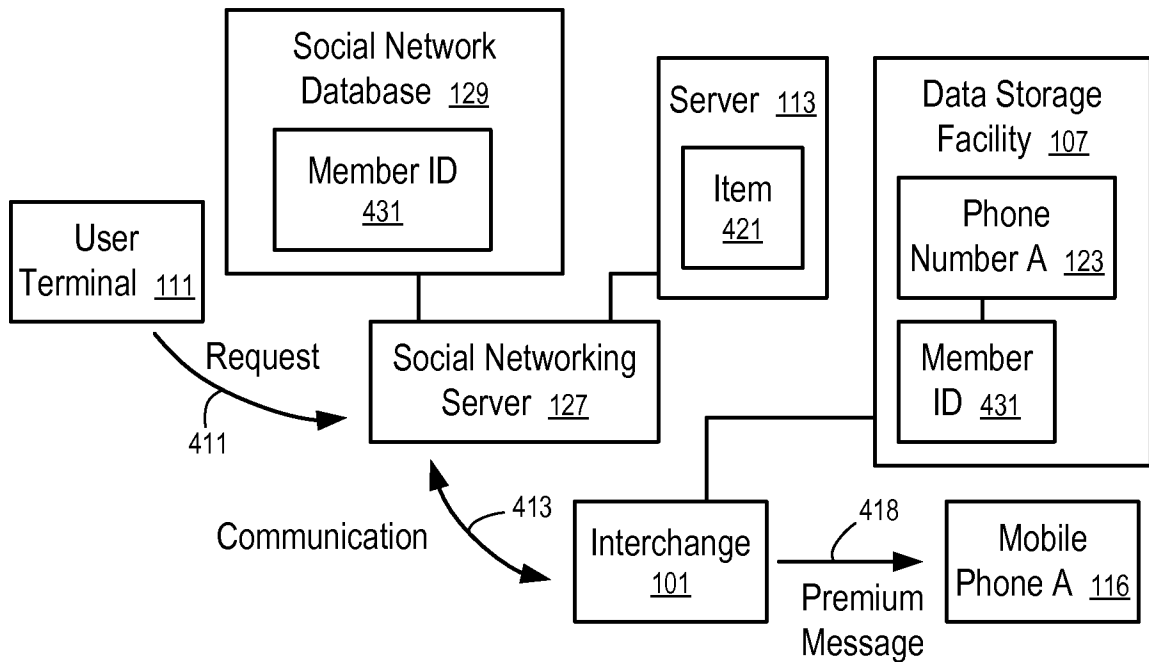 Social Network
Database 129
Member ID
431
Server 113
Item
421
Data Storage
Facility 107
Phone
Number A 123
Member
ID 431
User
Terminal 111
Request
411
Social Networking
Server 127
Communication
413
Interchange
101
418
Premium
Message
Mobile
Phone A 116